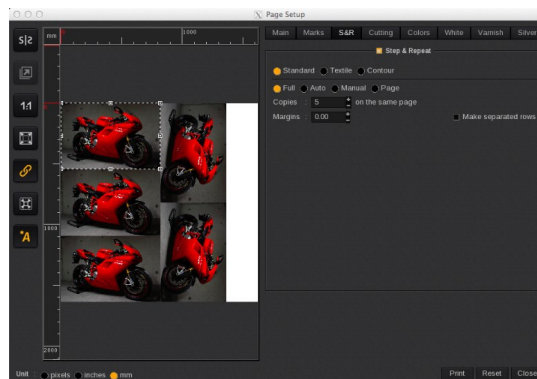 Page Setup
mm
1000
1000
2000
S|2
1:1
A
Main Marks S&R Cutting Colors White Varnish Silver
Step & Repeat
Standard Textile Contour
Full Auto Manual Page
Copies : 5 on the same page
Margins : 0.00 Make separated rows
Unit : pixels inches mm
Print Reset Close